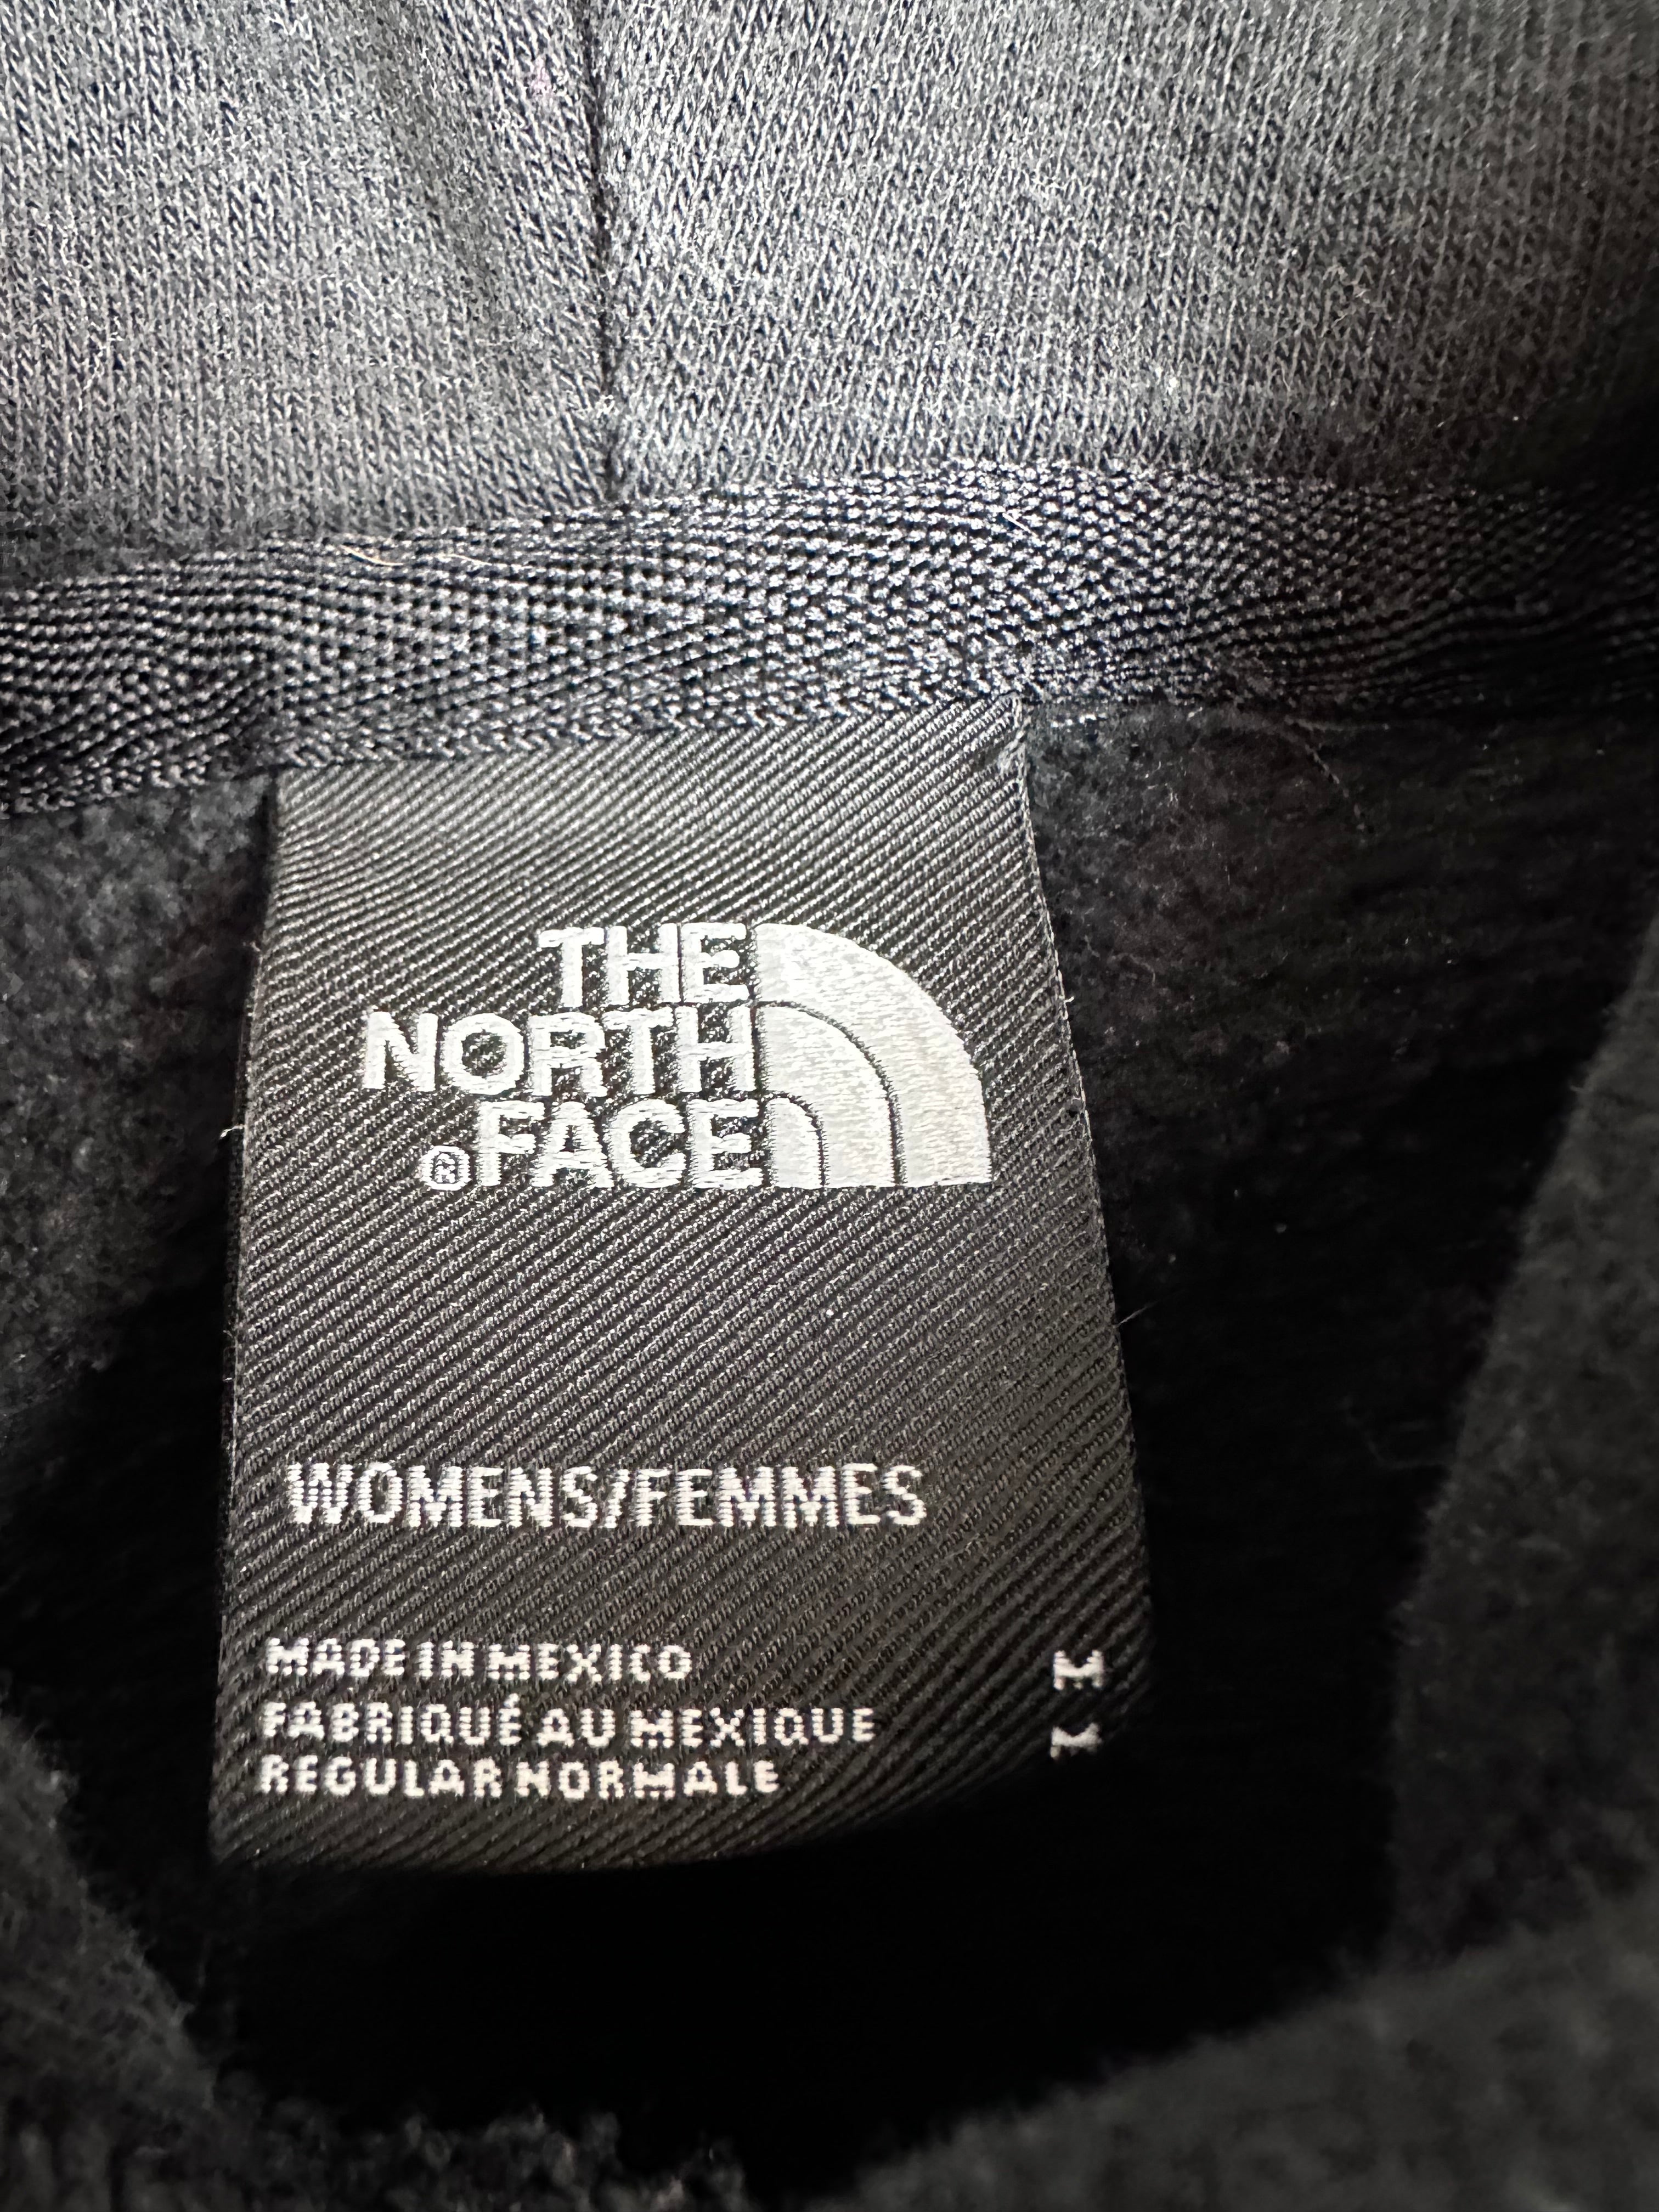 THE
NORTH
®FACE
WOMENS/FEMMES
MADE IN MEXICO M
FABRIQUÉ AU MEXIQUE M
REGULAR NORMALE